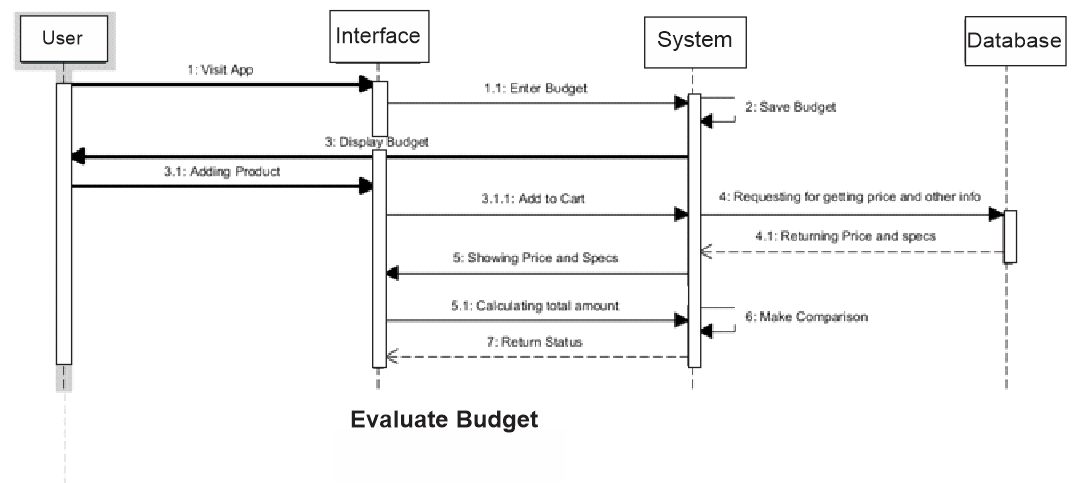 User
Interface
System
Database
1: Visit App
1.1: Enter Budget
2: Save Budget
3: Display Budget
3.1: Adding Product
3.1.1: Add to Cart
4: Requesting for getting price and other info
4.1: Returning Price and specs
5: Showing Price and Specs
5.1: Calculating total amount
6: Make Comparison
7: Return Status
Evaluate Budget